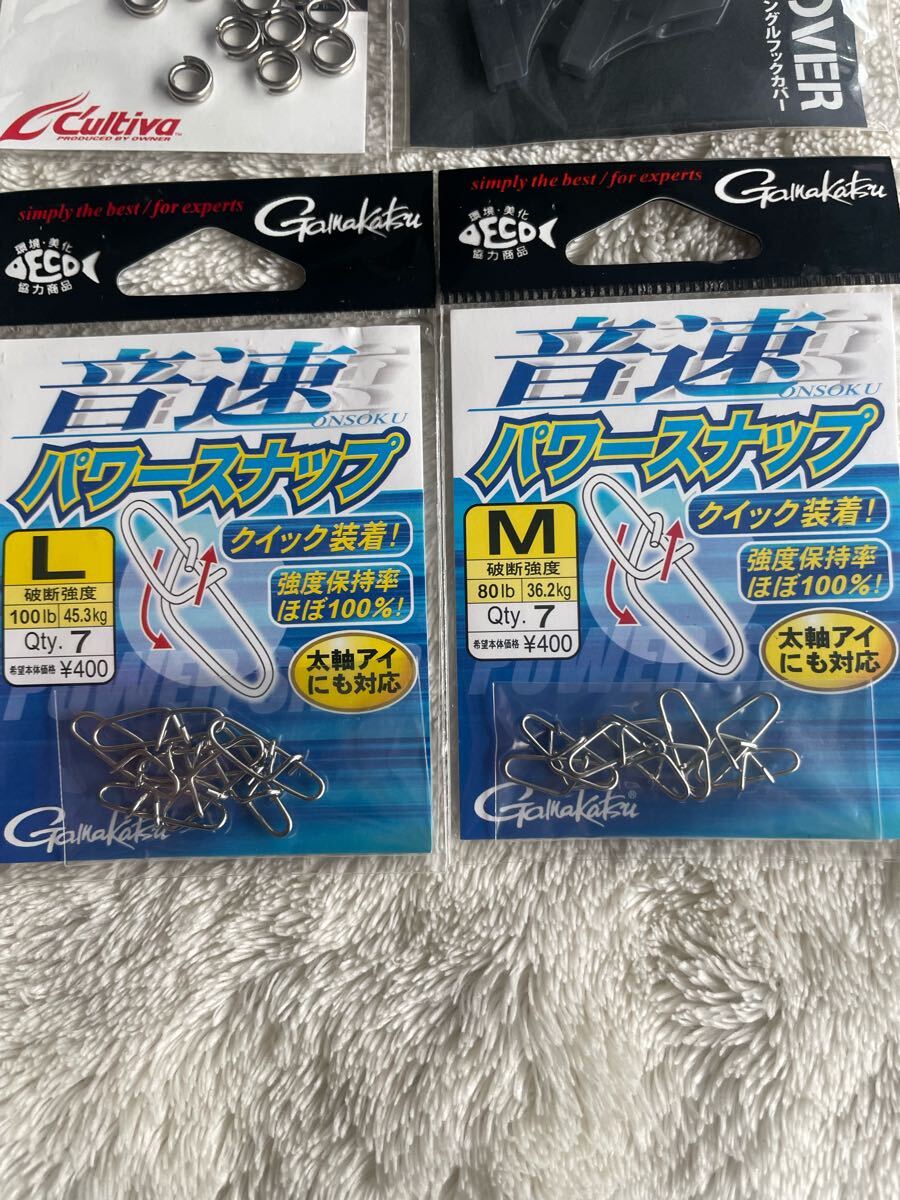 Cultiva™
PRODUCED BY OWNER
ングルフックカバー
simply the best / for experts
Gamakatsu
環境・美化
ECO
協力商品
音速
ONSOKU
パワースナップ
L
破断強度
100lb 45.3kg
Qty. 7
希望本体価格 ¥400
クイック装着!
強度保持率
ほぼ100%!
太軸アイ
にも対応
Gamakatsu
simply the best / for experts
Gamakatsu
環境・美化
ECO
協力商品
音速
ONSOKU
パワースナップ
M
破断強度
80lb 36.2kg
Qty. 7
希望本体価格 ¥400
クイック装着!
強度保持率
ほぼ100%!
太軸アイ
にも対応
Gamakatsu®